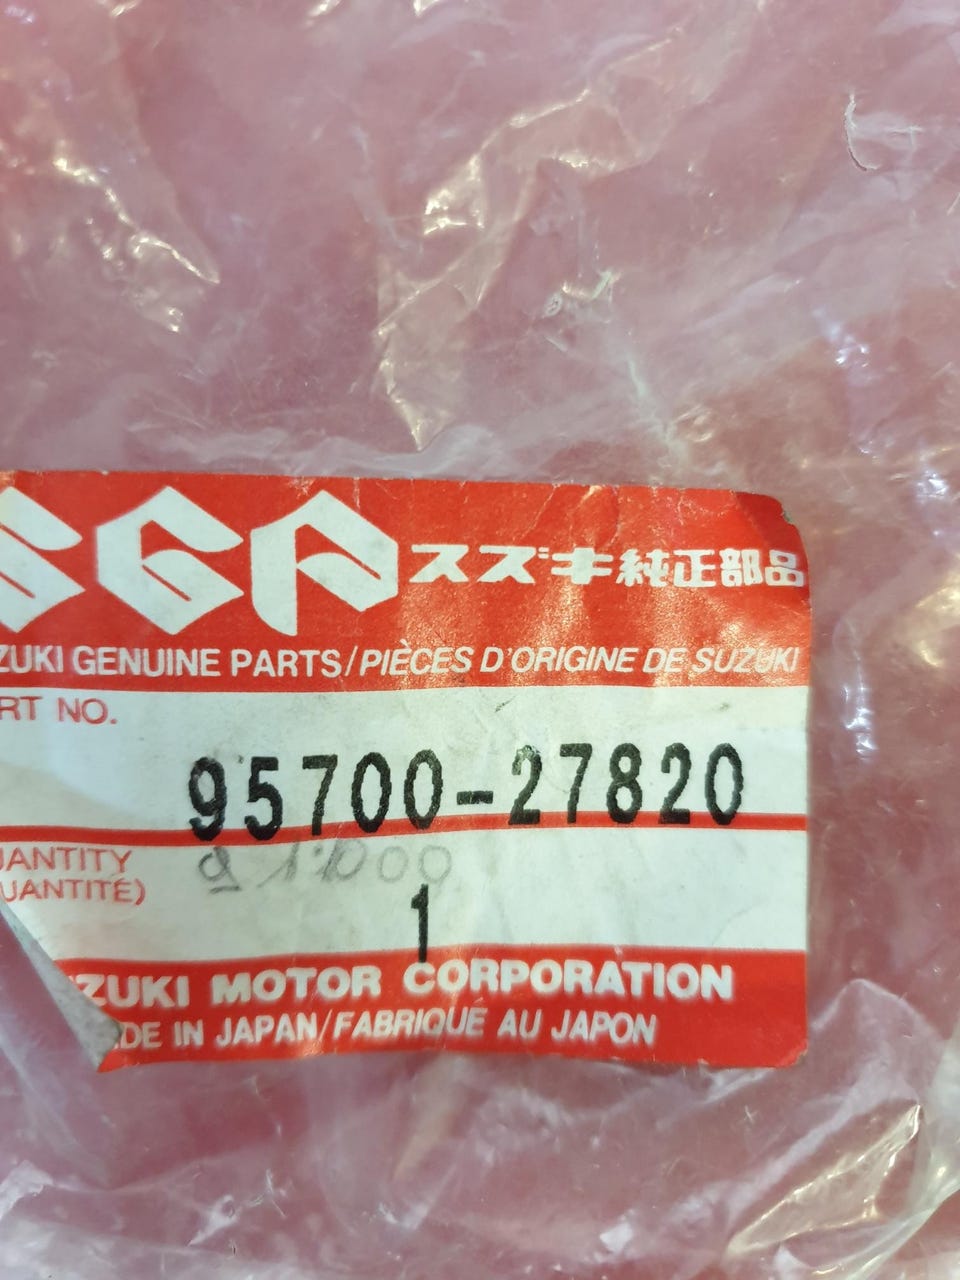 SGP スズキ純正部品
ZUKI GENUINE PARTS/PIÈCES D'ORIGINE DE SUZUKI
RT NO.
95700-27820
UANTITY
UANTITÉ)
1
ZUKI MOTOR CORPORATION
DE IN JAPAN/FABRIQUÉ AU JAPON